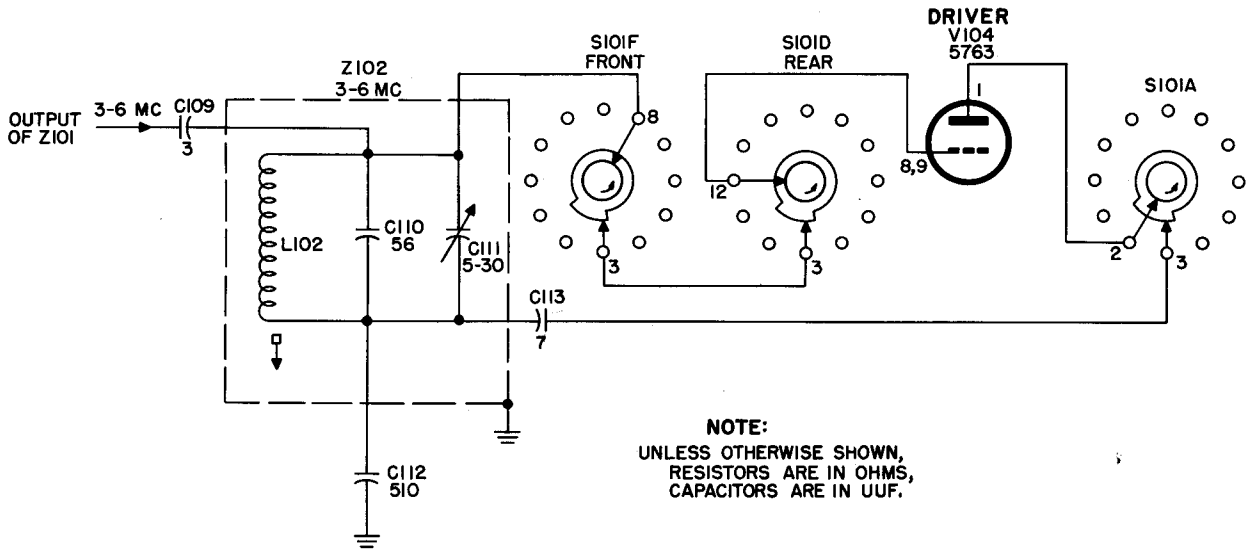 DRIVER
V104
5763
S101F
FRONT
S101D
REAR
Z102
3-6 MC
1
S101A
3-6 MC
C109
OUTPUT
OF Z101
3
8
8,9
12
L102
C110
56
C111
5-30
3
3
2
3
C113
7
NOTE:
UNLESS OTHERWISE SHOWN,
RESISTORS ARE IN OHMS,
CAPACITORS ARE IN UUF.
C112
510